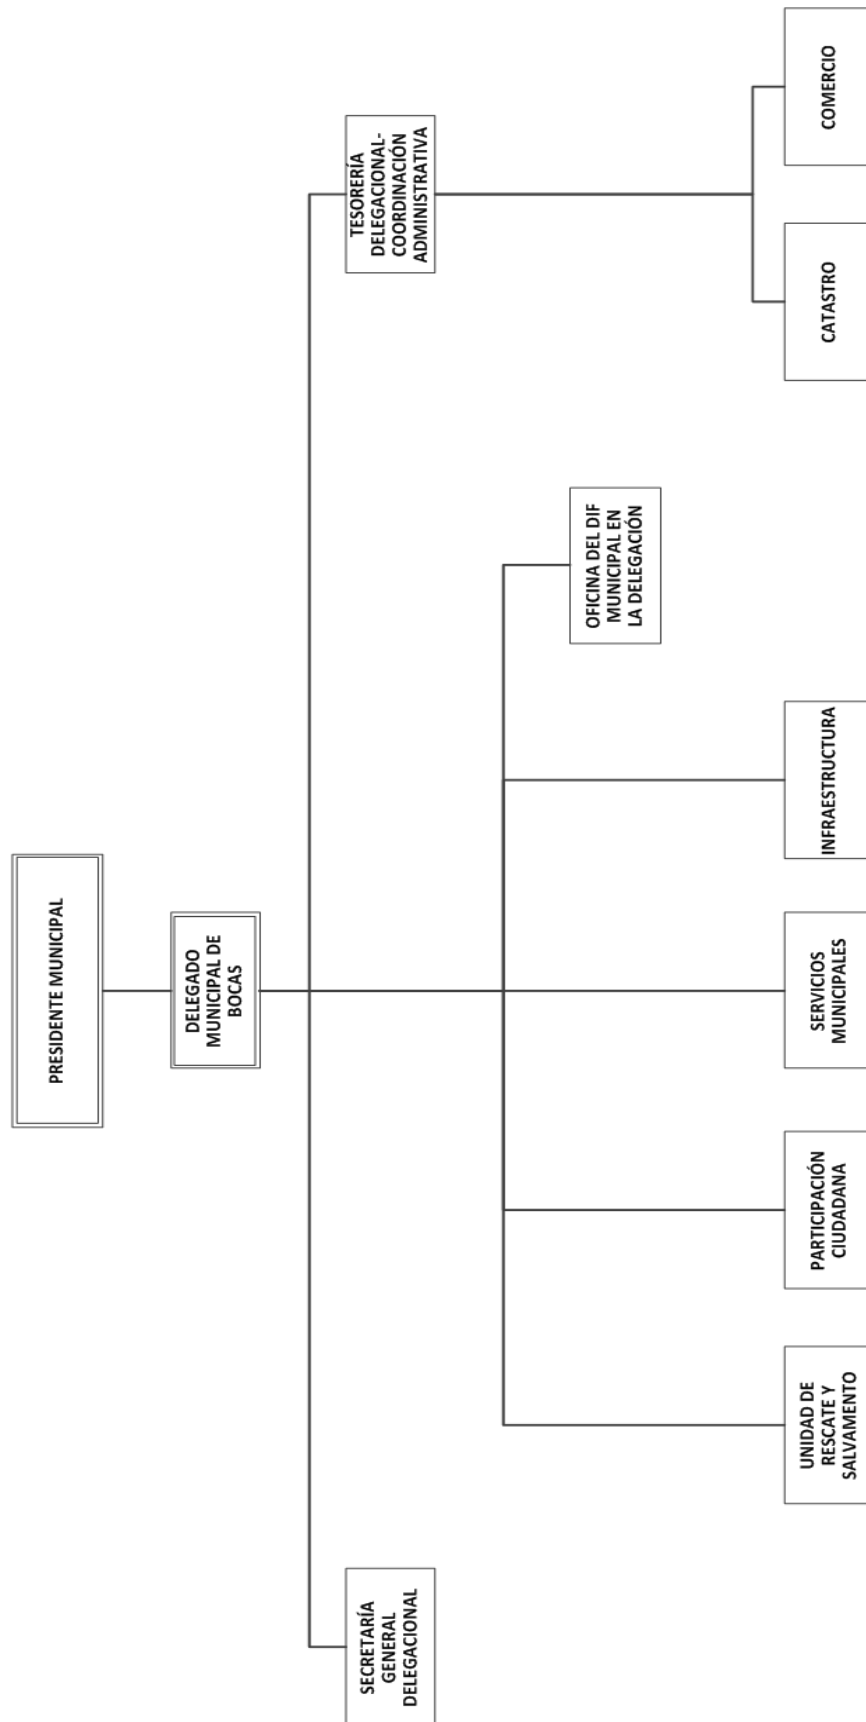 PRESIDENTE MUNICIPAL
DELEGADO
MUNICIPAL DE
BOCAS
SECRETARÍA
GENERAL
DELEGACIONAL
TESORERÍA
DELEGACIONAL-
COORDINACIÓN
ADMINISTRATIVA
OFICINA DEL DIF
MUNICIPAL EN
LA DELEGACIÓN
UNIDAD DE
RESCATE Y
SALVAMENTO
PARTICIPACIÓN
CIUDADANA
SERVICIOS
MUNICIPALES
INFRAESTRUCTURA
CATASTRO
COMERCIO